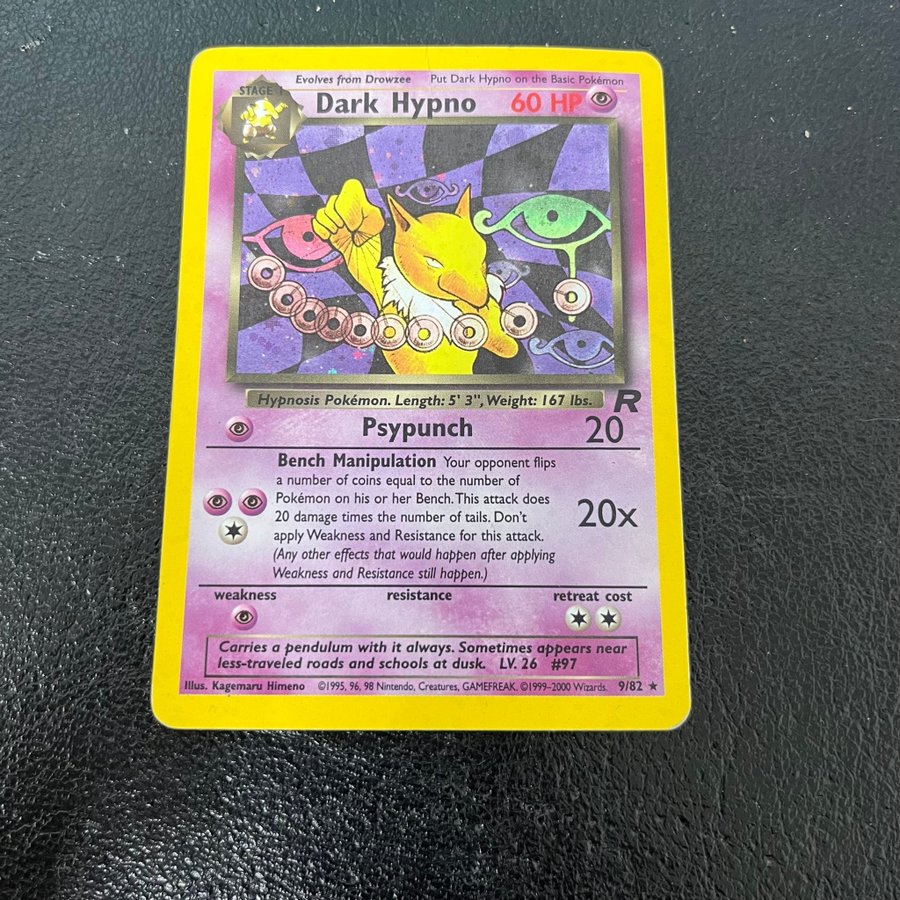 Evolves from Drowzee Put Dark Hypno on the Basic Pokémon
STAGE 1
Dark Hypno 60 HP
Hypnosis Pokémon. Length: 5' 3", Weight: 167 lbs.
R
Psypunch 20
Bench Manipulation Your opponent flips
a number of coins equal to the number of
Pokémon on his or her Bench. This attack does
20 damage times the number of tails. Don't
apply Weakness and Resistance for this attack.
(Any other effects that would happen after applying
Weakness and Resistance still happen.)
20x
weakness resistance retreat cost
Carries a pendulum with it always. Sometimes appears near
less-traveled roads and schools at dusk. LV. 26 #97
Illus. Kagemaru Himeno ©1995, 96, 98 Nintendo, Creatures, GAMEFREAK. ©1999–2000 Wizards. 9/82 ★